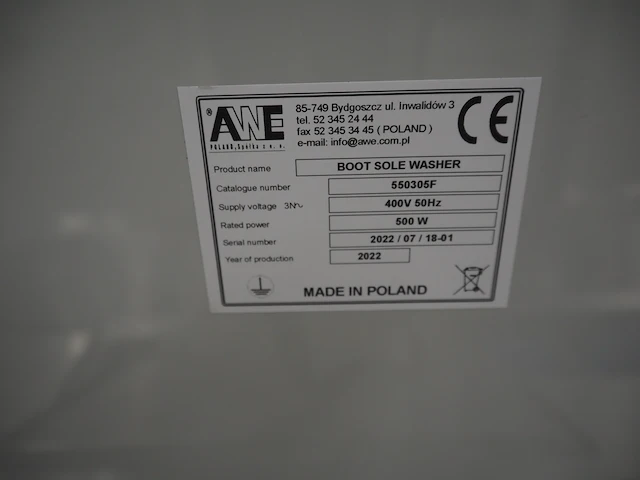 ® AWE
POLAND, Spółka z o. o.
85-749 Bydgoszcz ul. Inwalidów 3
tel. 52 345 24 44
fax 52 345 34 45 ( POLAND )
e-mail: info@awe.com.pl
CE
Product name BOOT SOLE WASHER
Catalogue number 550305F
Supply voltage 3N~ 400V 50Hz
Rated power 500 W
Serial number 2022 / 07 / 18-01
Year of production 2022
MADE IN POLAND